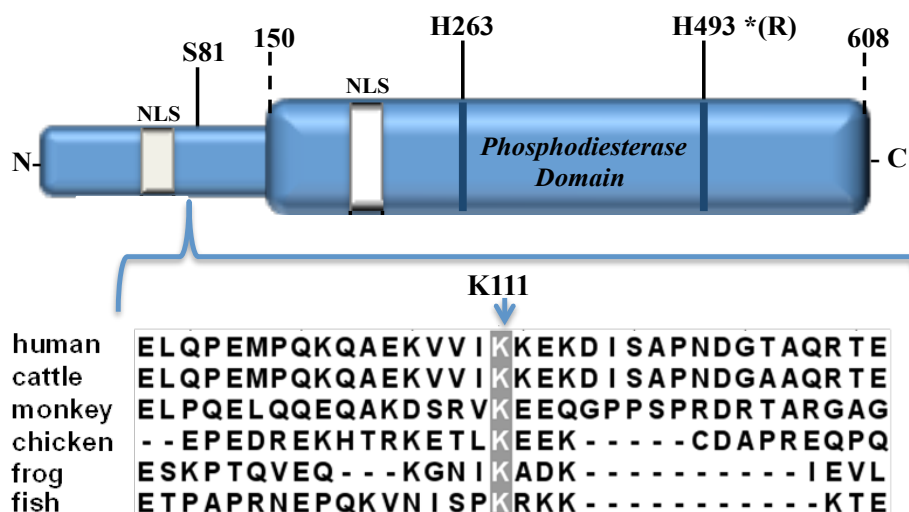 H263 H493 *(R)
150 608
S81
NLS NLS
N- Phosphodiesterase - C
Domain
K111
human ELQPEMPQKQAEKVVIKKEKDISAPNDGTAQRTE
cattle ELQPEMPQKQAEKVVIKKEKDISAPNDGAAQRTE
monkey ELPQELQQEQAKDSRVKEEQGPPSPRDRTARGAG
chicken --EPEDREKHTRKETLKEEK-----CDAPREQPQ
frog ESKPTQVEQ---KGNIKADK----------IEVL
fish ETPAPRNEPQKVNISPKRKK-----------KTE